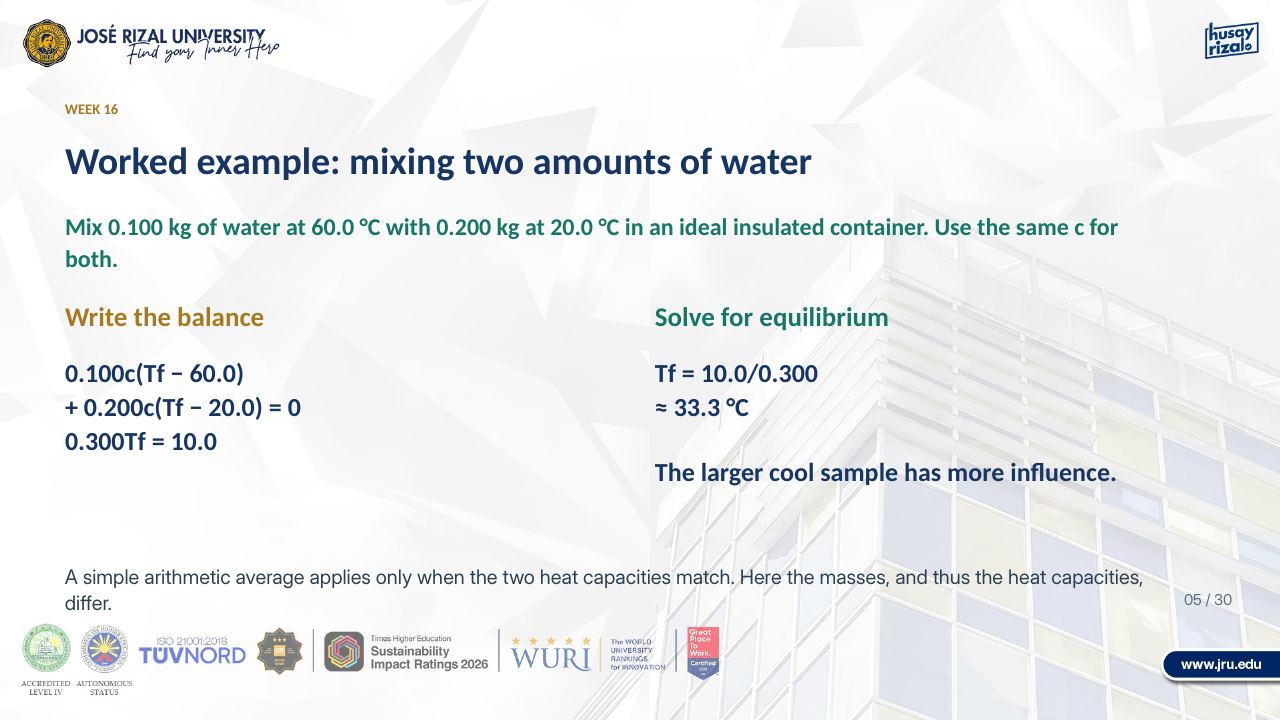 JOSÉ RIZAL UNIVERSITY
Find your Inner Hero
husay
rizal
WEEK 16
Worked example: mixing two amounts of water
Mix 0.100 kg of water at 60.0 °C with 0.200 kg at 20.0 °C in an ideal insulated container. Use the same c for
both.
Write the balance
0.100c(Tf − 60.0)
+ 0.200c(Tf − 20.0) = 0
0.300Tf = 10.0
Solve for equilibrium
Tf = 10.0/0.300
≈ 33.3 °C
The larger cool sample has more influence.
A simple arithmetic average applies only when the two heat capacities match. Here the masses, and thus the heat capacities,
differ.
05 / 30
ACCREDITED
LEVEL IV
AUTONOMOUS
STATUS
ISO 21001:2018
TÜVNORD
Times Higher Education
Sustainability
Impact Ratings 2026
WURI
The WORLD
UNIVERSITY
RANKINGS
for INNOVATION
Great
Place
To
Work.
Certified
www.jru.edu